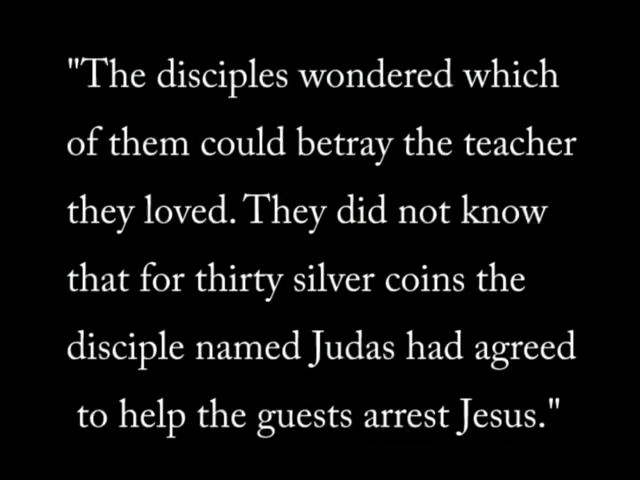 "The disciples wondered which
of them could betray the teacher
they loved. They did not know
that for thirty silver coins the
disciple named Judas had agreed
to help the guests arrest Jesus."